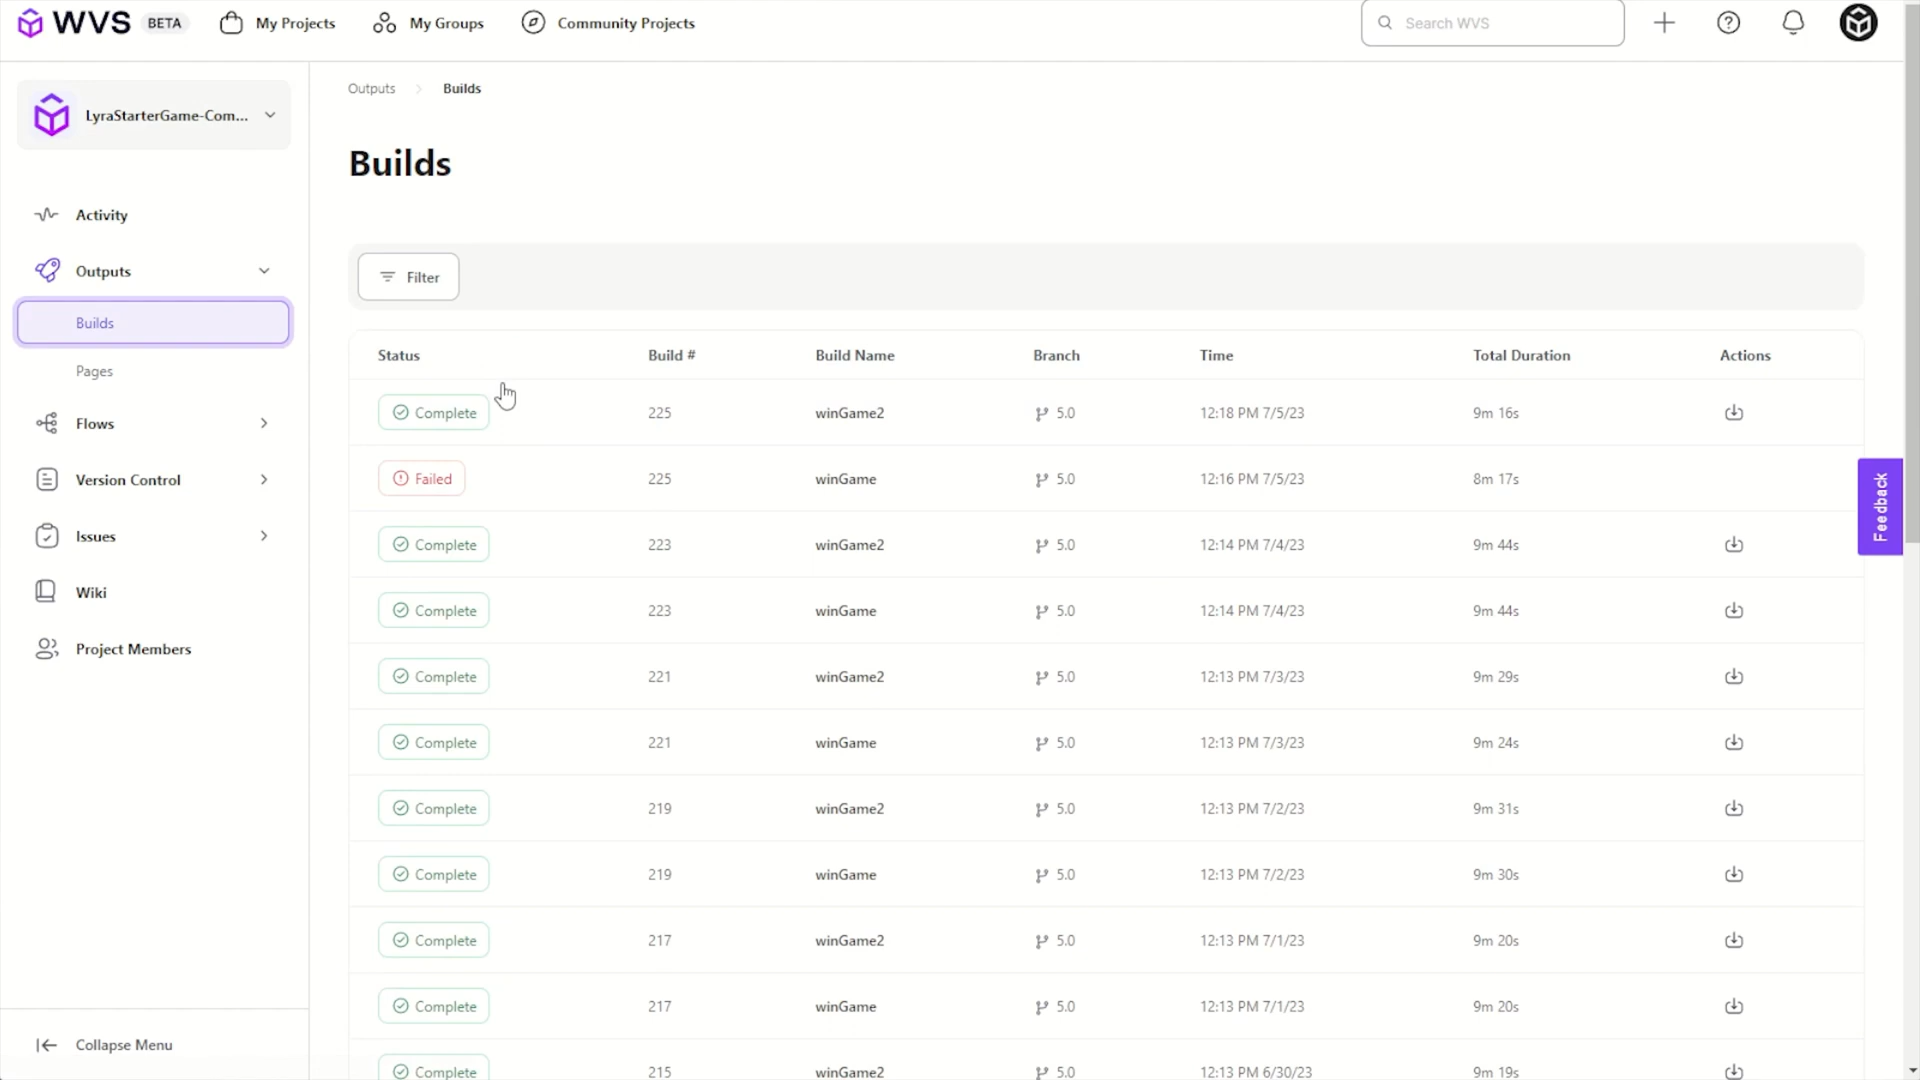 WVS BETA My Projects My Groups Community Projects Search WVS
LyraStarterGame-Com...
Activity
Outputs
Builds
Pages
Flows
Version Control
Issues
Wiki
Project Members
Collapse Menu
Outputs > Builds
Builds
Filter
Status Build # Build Name Branch Time Total Duration Actions
Complete 225 winGame2 5.0 12:18 PM 7/5/23 9m 16s
Failed 225 winGame 5.0 12:16 PM 7/5/23 8m 17s
Complete 223 winGame2 5.0 12:14 PM 7/4/23 9m 44s
Complete 223 winGame 5.0 12:14 PM 7/4/23 9m 44s
Complete 221 winGame2 5.0 12:13 PM 7/3/23 9m 29s
Complete 221 winGame 5.0 12:13 PM 7/3/23 9m 24s
Complete 219 winGame2 5.0 12:13 PM 7/2/23 9m 31s
Complete 219 winGame 5.0 12:13 PM 7/2/23 9m 30s
Complete 217 winGame2 5.0 12:13 PM 7/1/23 9m 20s
Complete 217 winGame 5.0 12:13 PM 7/1/23 9m 20s
Complete 215 winGame2 5.0 12:13 PM 6/30/23 9m 19s
Feedback